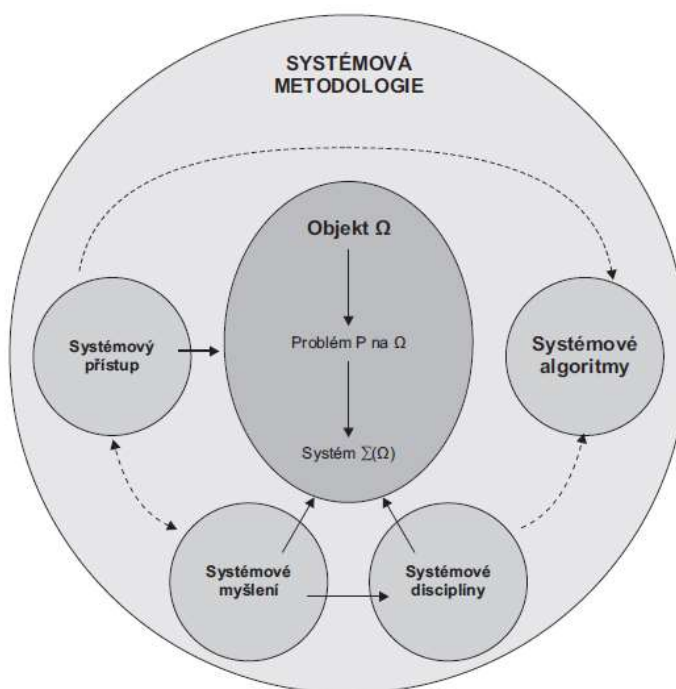 SYSTÉMOVÁ
METODOLOGIE
Objekt Ω
Problém P na Ω
Systém ∑(Ω)
Systémový
přístup
Systémové
algoritmy
Systémové
myšlení
Systémové
disciplíny